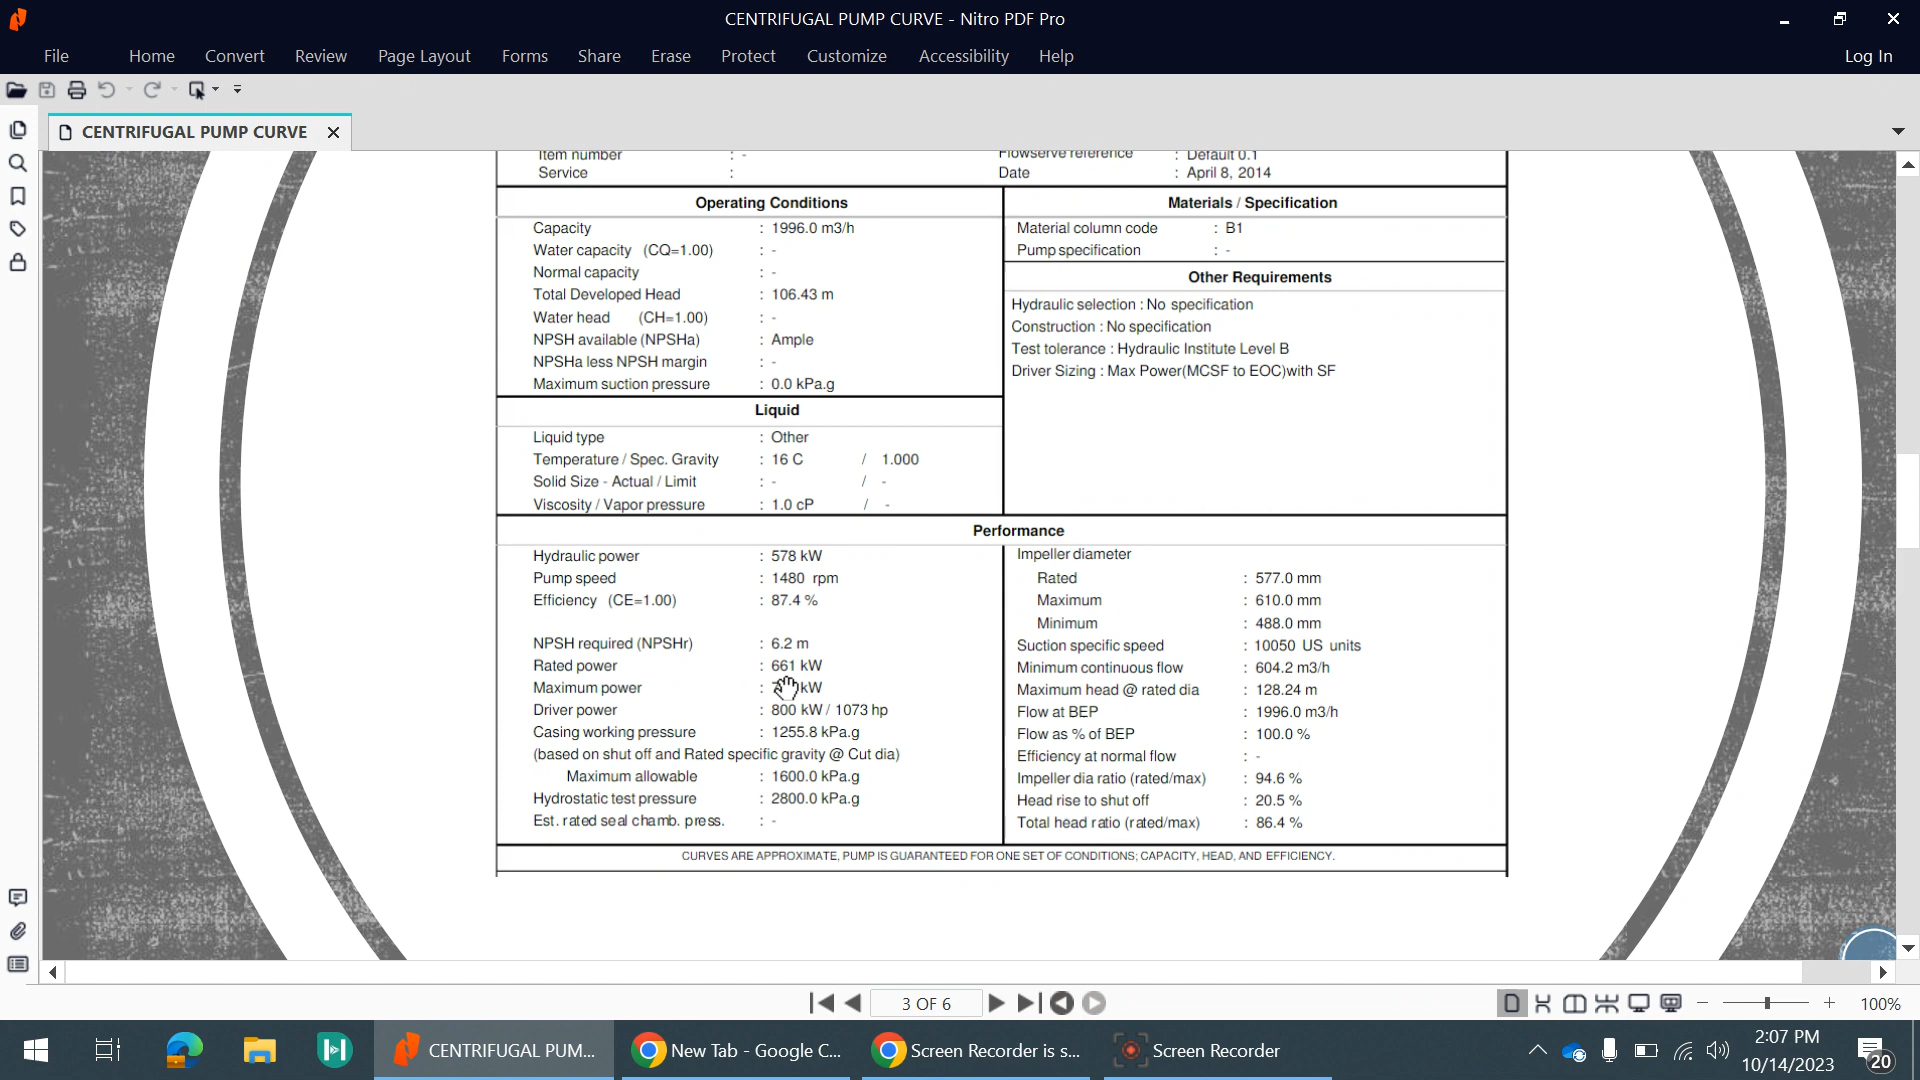 CENTRIFUGAL PUMP CURVE - Nitro PDF Pro
File Home Convert Review Page Layout Forms Share Erase Protect Customize Accessibility Help Log In
CENTRIFUGAL PUMP CURVE
Item number : - Flowserve reference : Default 0.1
Service : Date : April 8, 2014
Operating Conditions Materials / Specification
Capacity : 1996.0 m3/h Material column code : B1
Water capacity (CQ=1.00) : - Pump specification : -
Normal capacity : - Other Requirements
Total Developed Head : 106.43 m Hydraulic selection : No specification
Water head (CH=1.00) : - Construction : No specification
NPSH available (NPSHa) : Ample Test tolerance : Hydraulic Institute Level B
NPSHa less NPSH margin : - Driver Sizing : Max Power(MCSF to EOC)with SF
Maximum suction pressure : 0.0 kPa.g
Liquid
Liquid type : Other
Temperature / Spec. Gravity : 16 C / 1.000
Solid Size - Actual / Limit : - / -
Viscosity / Vapor pressure : 1.0 cP / -
Performance
Hydraulic power : 578 kW Impeller diameter
Pump speed : 1480 rpm Rated : 577.0 mm
Efficiency (CE=1.00) : 87.4 % Maximum : 610.0 mm
Minimum : 488.0 mm
NPSH required (NPSHr) : 6.2 m Suction specific speed : 10050 US units
Rated power : 661 kW Minimum continuous flow : 604.2 m3/h
Maximum power : kW Maximum head @ rated dia : 128.24 m
Driver power : 800 kW / 1073 hp Flow at BEP : 1996.0 m3/h
Casing working pressure : 1255.8 kPa.g Flow as % of BEP : 100.0 %
(based on shut off and Rated specific gravity @ Cut dia) Efficiency at normal flow : -
Maximum allowable : 1600.0 kPa.g Impeller dia ratio (rated/max) : 94.6 %
Hydrostatic test pressure : 2800.0 kPa.g Head rise to shut off : 20.5 %
Est. rated seal chamb. press. : - Total head ratio (rated/max) : 86.4 %
CURVES ARE APPROXIMATE, PUMP IS GUARANTEED FOR ONE SET OF CONDITIONS; CAPACITY, HEAD, AND EFFICIENCY.
3 OF 6 100%
CENTRIFUGAL PUM... New Tab - Google C... Screen Recorder is s... Screen Recorder 2:07 PM
10/14/2023 20